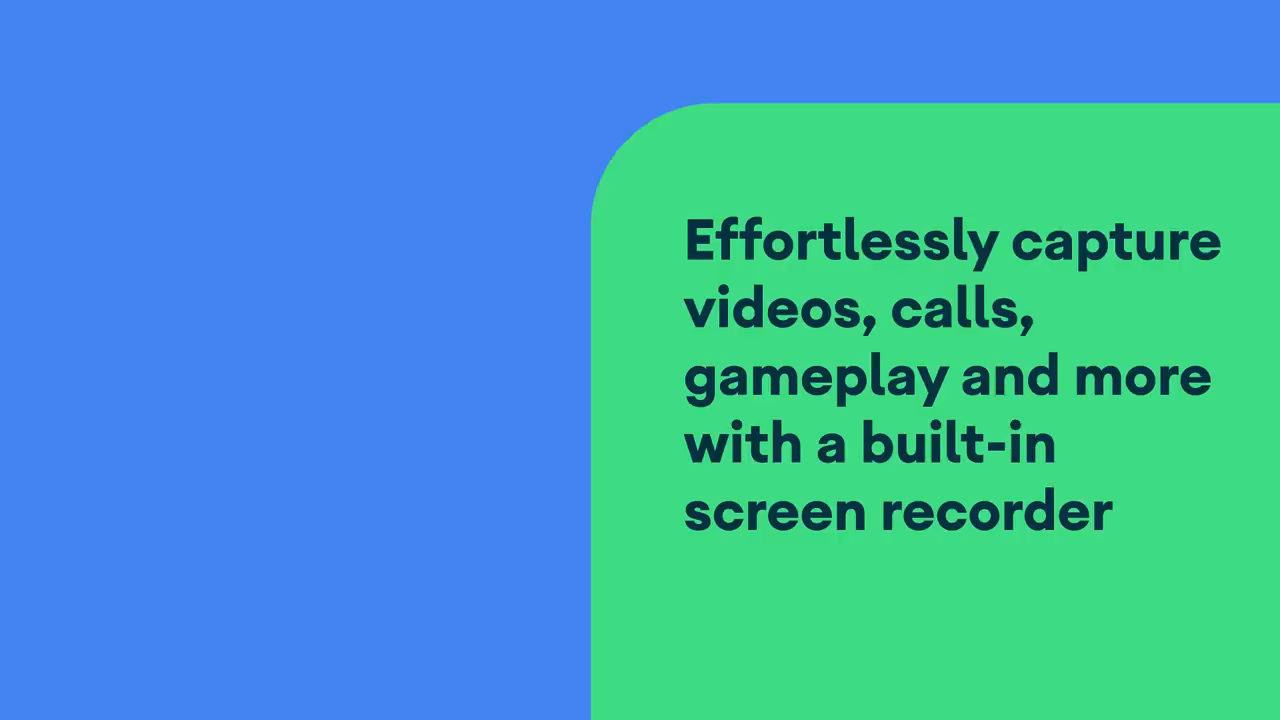 Effortlessly capture
videos, calls,
gameplay and more
with a built-in
screen recorder